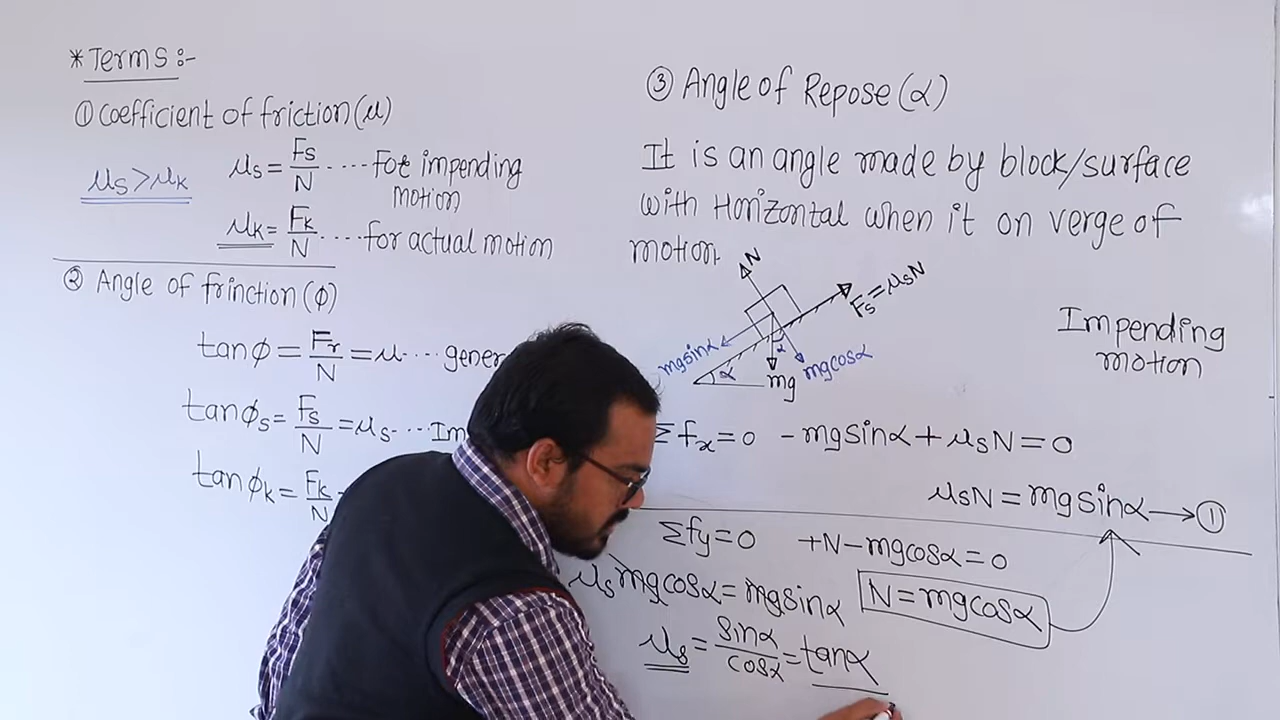 * Terms :-
① Coefficient of friction (μ)
μs > μk
μs = Fs/N ..... For impending motion
μk = Fk/N .... for actual motion
② Angle of frinction (φ)
tanφ = Fr/N = μ ....
tanφs = Fs/N = μs ....
tanφk = Fk/N
③ Angle of Repose (α)
It is an angle made by block/surface
with Horizontal when it on verge of
motion.
N
Fs = μsN
mgsinα
α
α
mg
mgcosα
Impending
motion
Σfx = 0 - mgsinα + μsN = 0
μsN = mgsinα → ①
Σfy = 0 +N - mgcosα = 0
μs mgcosα = mgsinα
N = mgcosα
μs = sinα/cosα = tanα